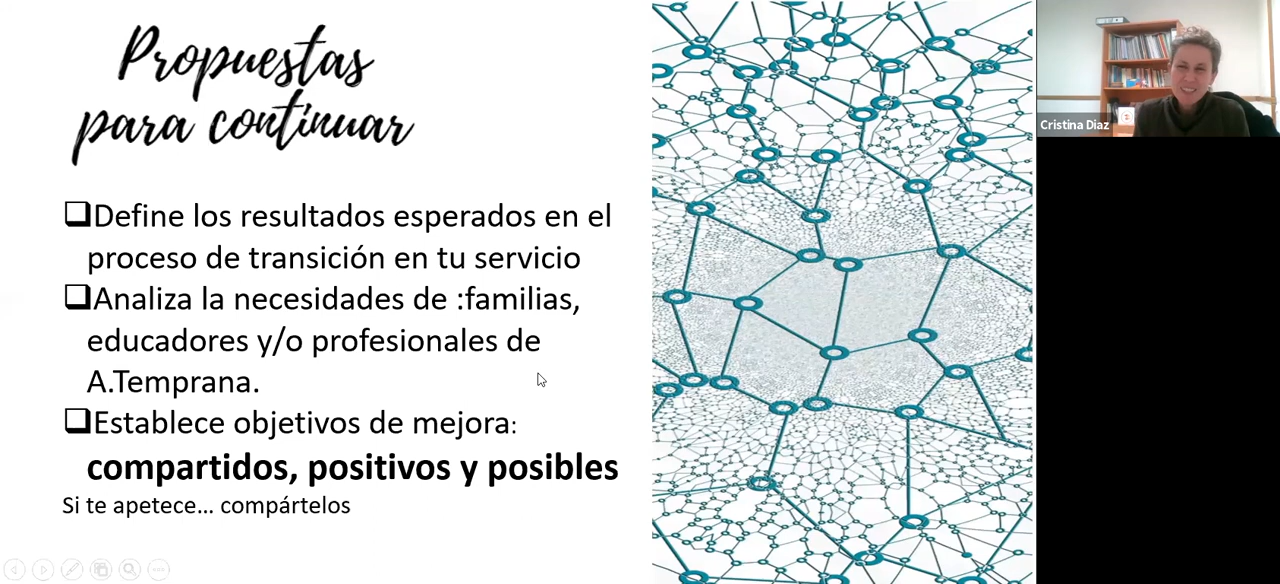 Propuestas
para continuar
❑Define los resultados esperados en el
proceso de transición en tu servicio
❑Analiza la necesidades de :familias,
educadores y/o profesionales de
A.Temprana.
❑Establece objetivos de mejora:
compartidos, positivos y posibles
Si te apetece... compártelos
Cristina Diaz